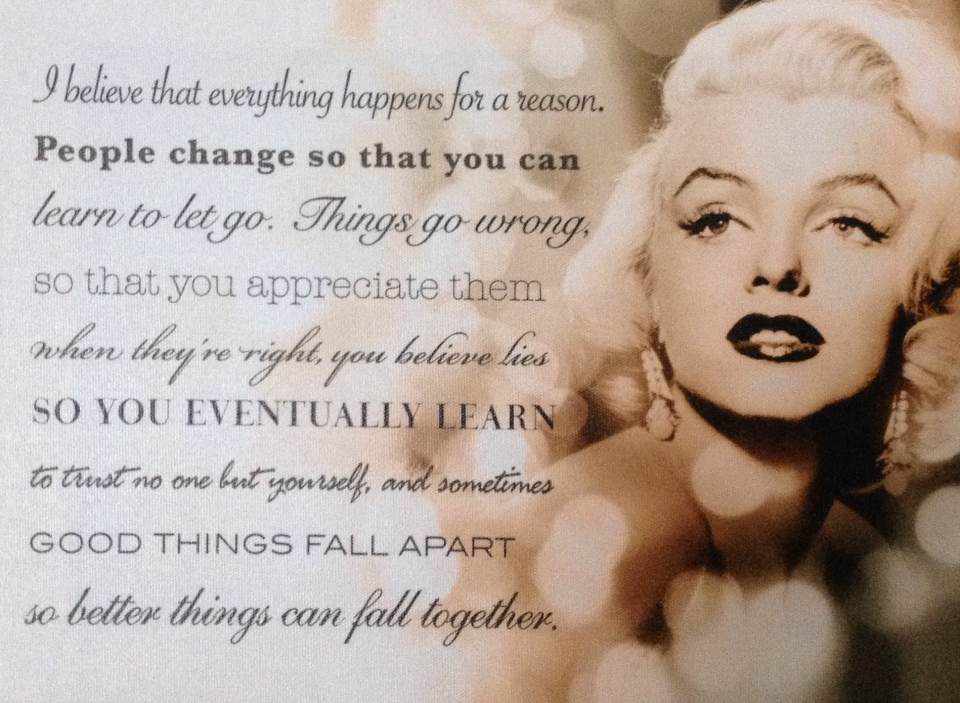 I believe that everything happens for a reason.
People change so that you can
learn to let go. Things go wrong,
so that you appreciate them
when they're right, you believe lies
SO YOU EVENTUALLY LEARN
to trust no one but yourself, and sometimes
GOOD THINGS FALL APART
so better things can fall together.